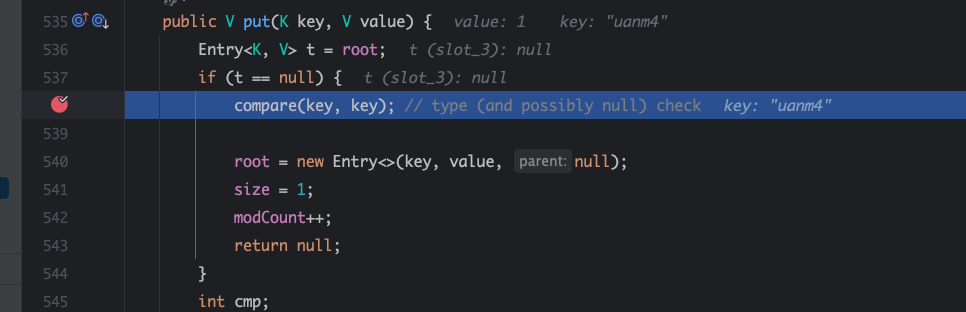 535 public V put(K key, V value) { value: 1 key: "uanm4"
536 Entry<K, V> t = root; t (slot_3): null
537 if (t == null) { t (slot_3): null
compare(key, key); // type (and possibly null) check key: "uanm4"
539
540 root = new Entry<>(key, value, parent: null);
541 size = 1;
542 modCount++;
543 return null;
544 }
545 int cmp;